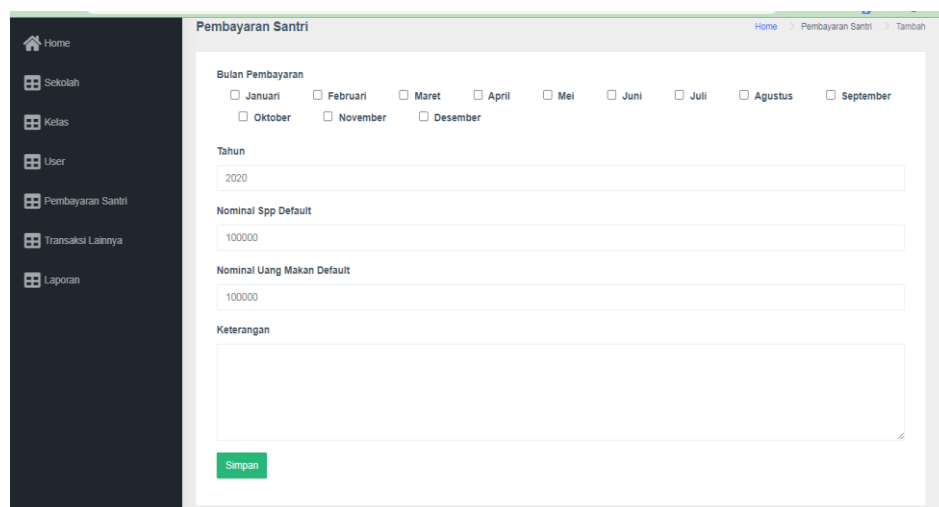 Home
Sekolah
Kelas
User
Pembayaran Santri
Transaksi Lainnya
Laporan
Pembayaran Santri
Home > Pembayaran Santri > Tambah
Bulan Pembayaran
Januari Februari Maret April Mei Juni Juli Agustus September
Oktober November Desember
Tahun
2020
Nominal Spp Default
100000
Nominal Uang Makan Default
100000
Keterangan
Simpan